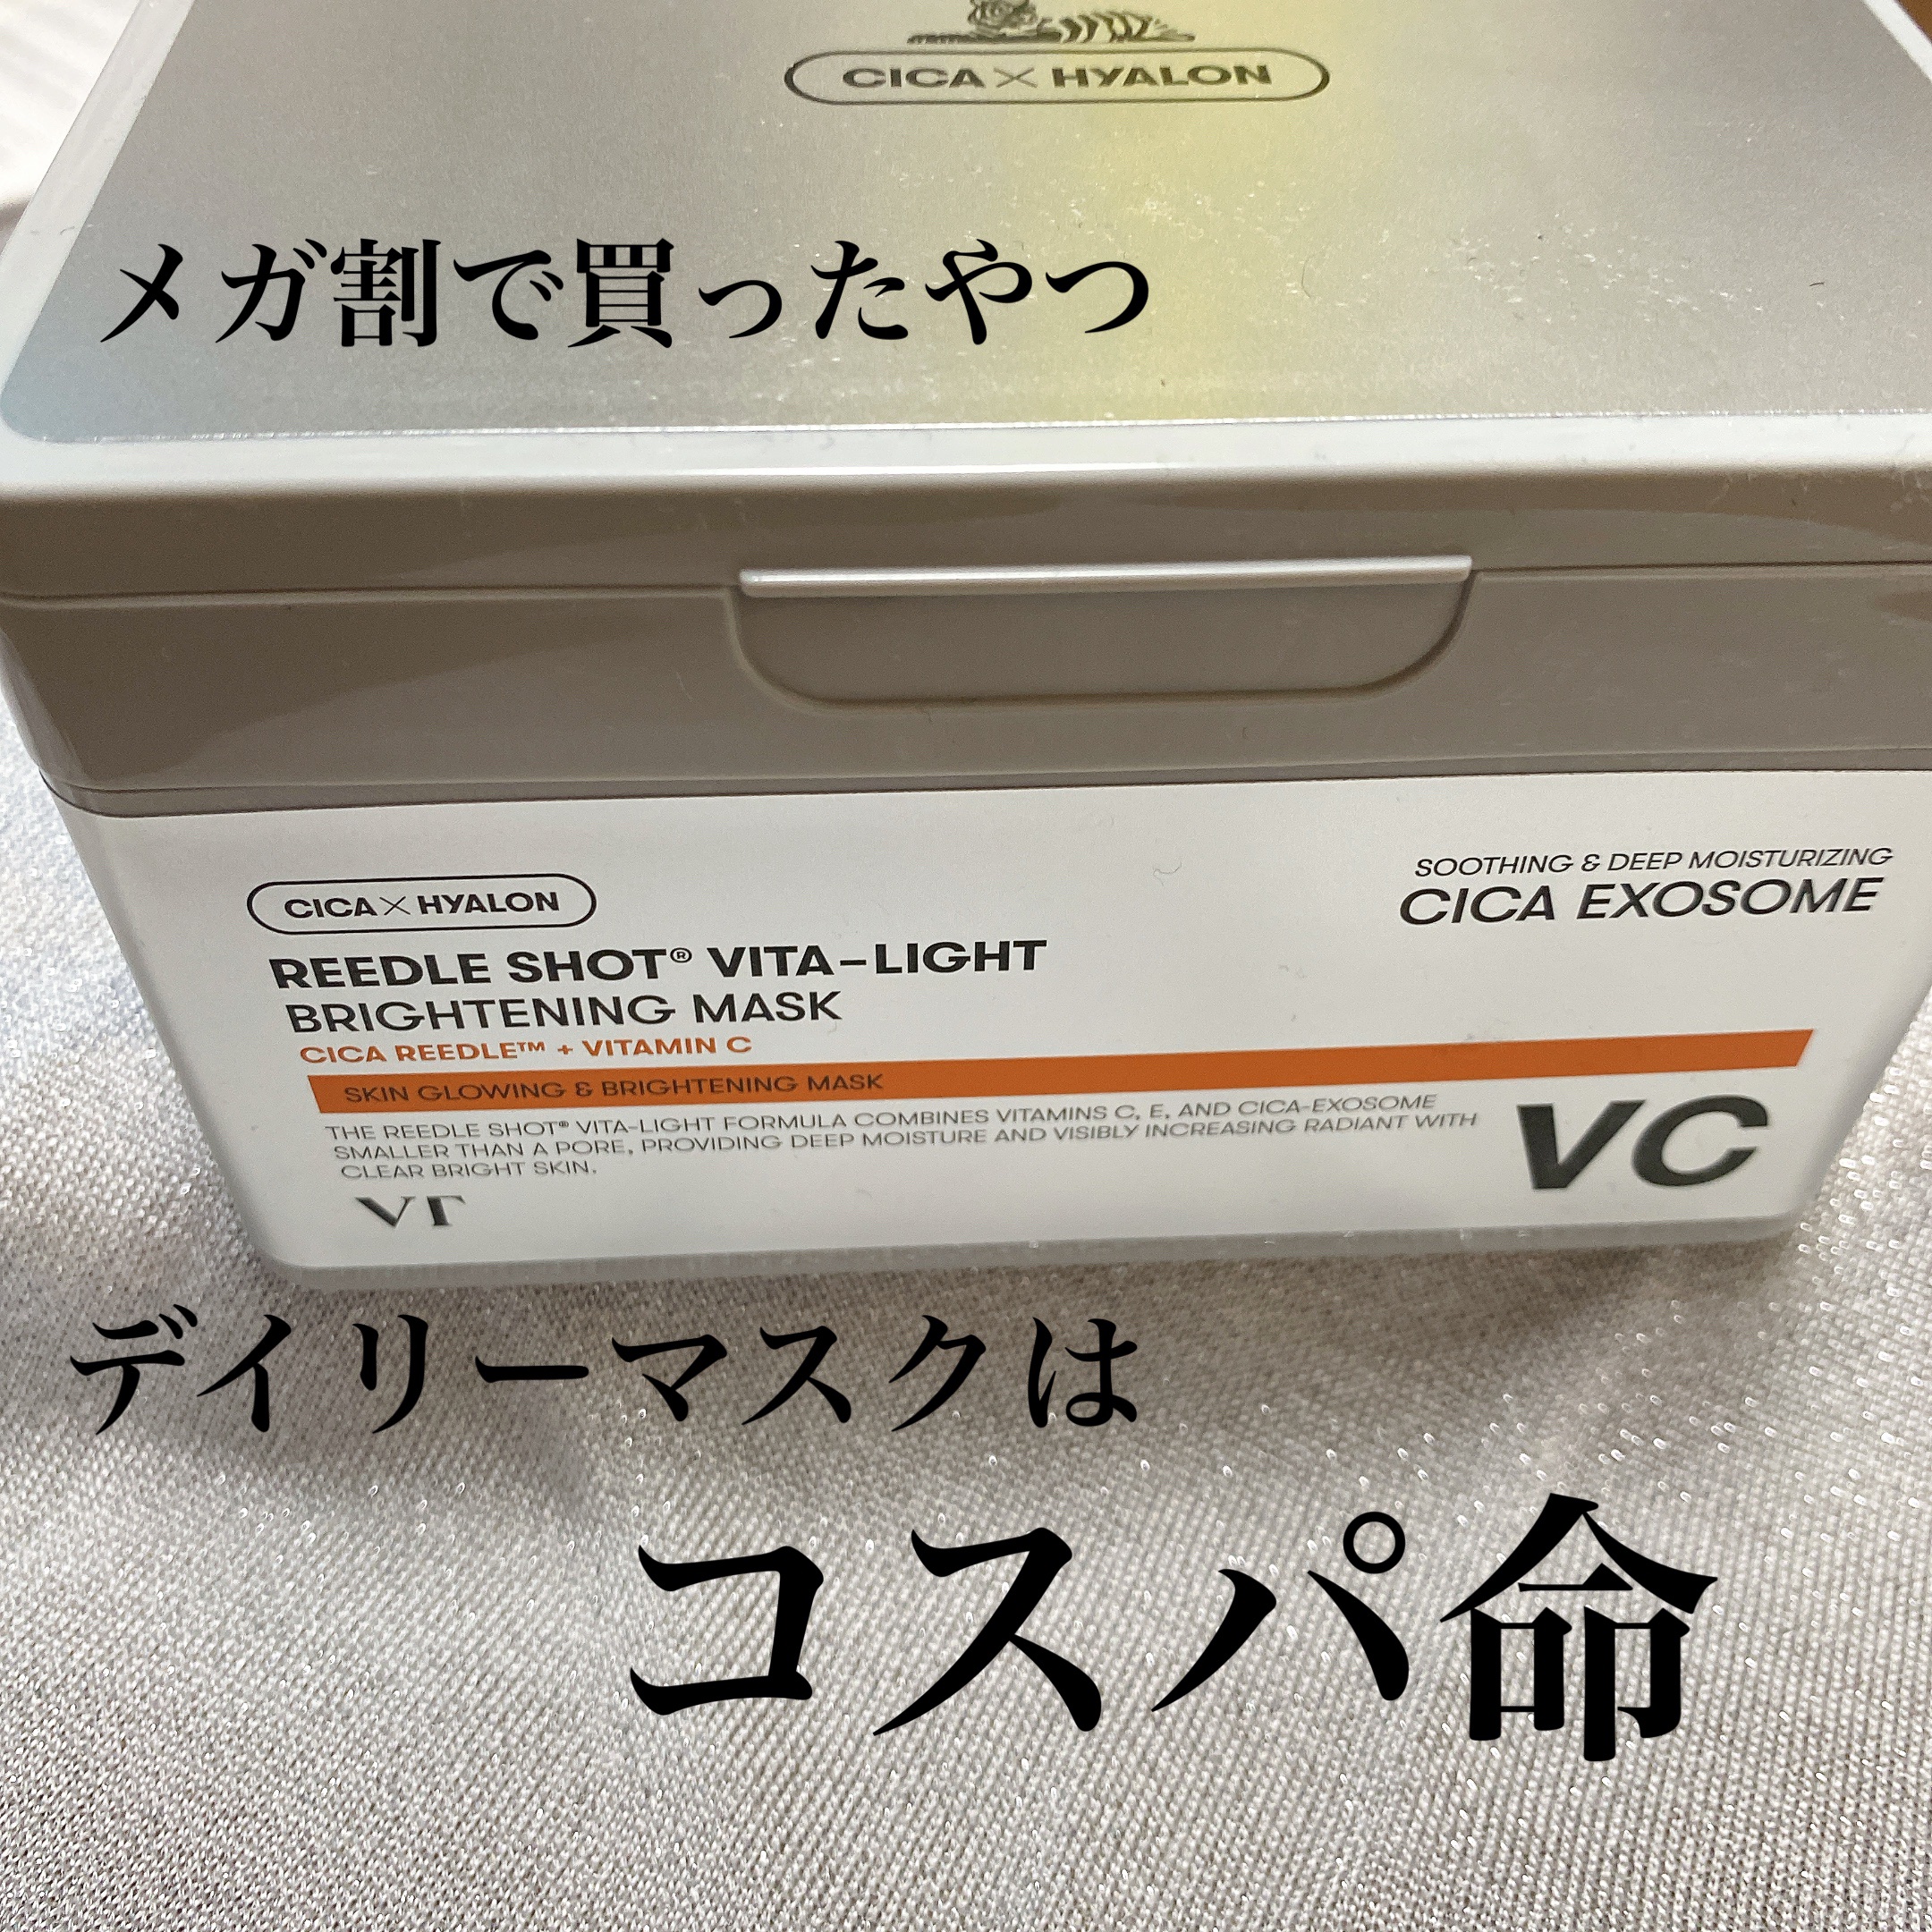 CICA×HYALON
メガ割で買ったやつ
SOOTHING & DEEP MOISTURIZING
CICA EXOSOME
CICA×HYALON
REEDLE SHOT® VITA-LIGHT
BRIGHTENING MASK
CICA REEDLE™ + VITAMIN C
SKIN GLOWING & BRIGHTENING MASK
THE REEDLE SHOT® VITA-LIGHT FORMULA COMBINES VITAMINS C, E, AND CICA-EXOSOME
SMALLER THAN A PORE, PROVIDING DEEP MOISTURE AND VISIBLY INCREASING RADIANT WITH
CLEAR BRIGHT SKIN.
VC
VT
デイリーマスクは
コスパ命